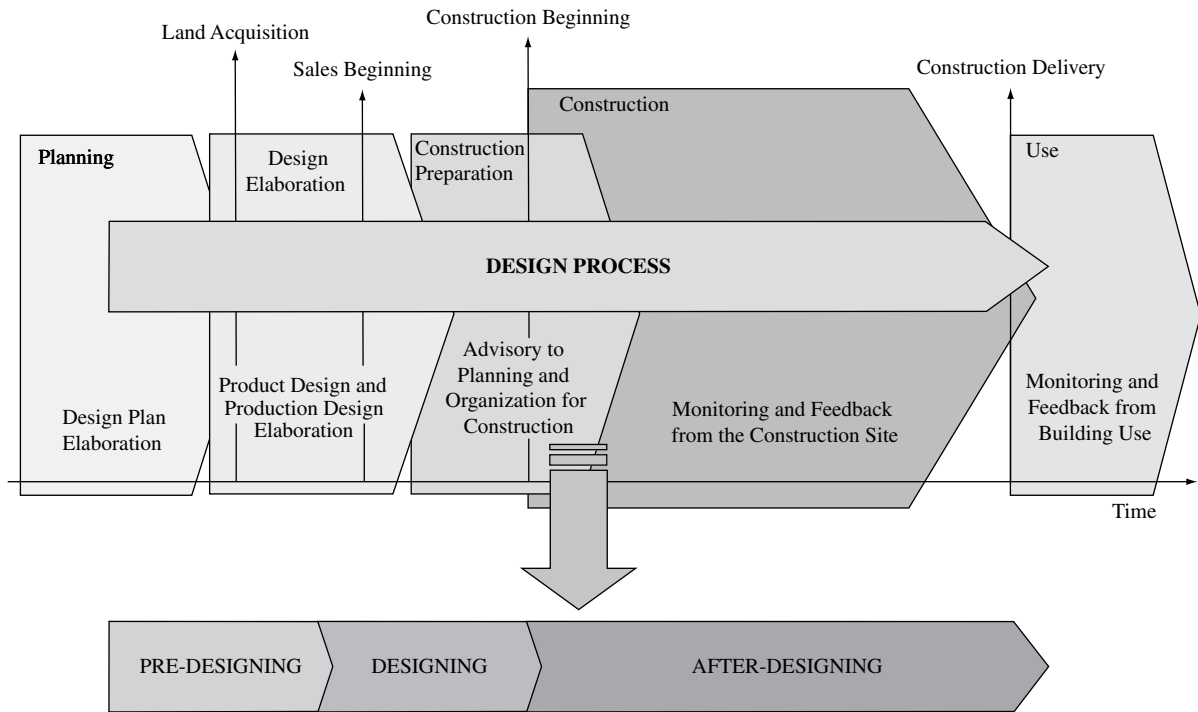 Construction Beginning
Land Acquisition
Sales Beginning
Construction Delivery
Planning
Design
Elaboration
Construction
Preparation
Construction
Use
DESIGN PROCESS
Design Plan
Elaboration
Product Design and
Production Design
Elaboration
Advisory to
Planning and
Organization for
Construction
Monitoring and Feedback
from the Construction Site
Monitoring and
Feedback from
Building Use
Time
PRE-DESIGNING
DESIGNING
AFTER-DESIGNING